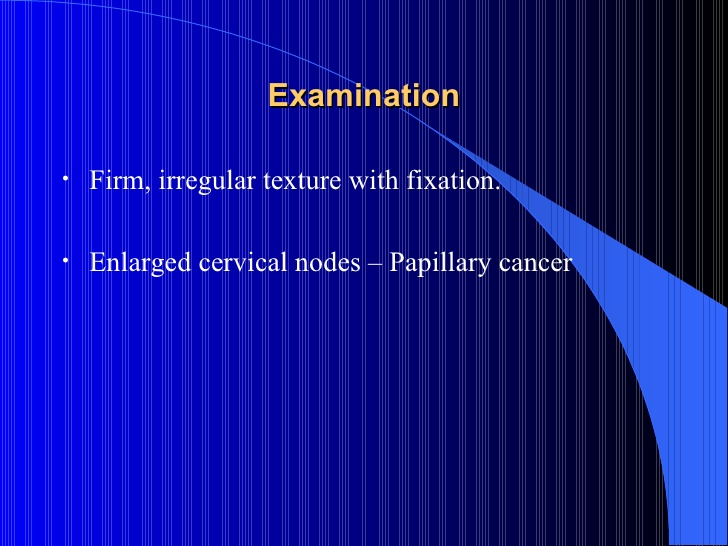 Examination
• Firm, irregular texture with fixation.
• Enlarged cervical nodes – Papillary cancer